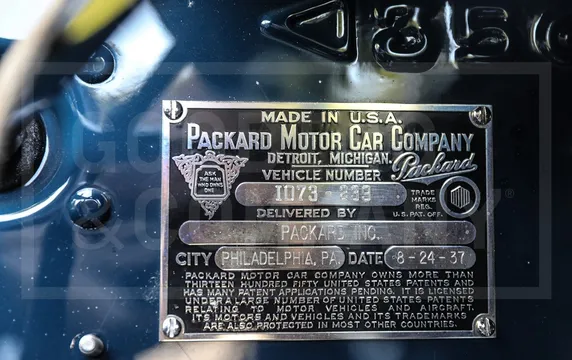 35
MADE IN U.S.A.
PACKARD MOTOR CAR COMPANY
DETROIT, MICHIGAN. Packard
VEHICLE NUMBER
ASK THE MAN WHO OWNS ONE
1073-
TRADE MARKS REG. U.S. PAT. OFF.
DELIVERED BY
PACKARD INC.
CITY PHILADELPHIA, PA DATE 8-24-37
PACKARD MOTOR CAR COMPANY OWNS MORE THAN
THIRTEEN HUNDRED FIFTY UNITED STATES PATENTS AND
HAS MANY PATENT APPLICATIONS PENDING. IT IS LICENSED
UNDER A LARGE NUMBER OF UNITED STATES PATENTS
RELATING TO MOTOR VEHICLES AND AIRCRAFT.
ITS MOTORS AND VEHICLES AND ITS TRADEMARKS
ARE ALSO PROTECTED IN MOST OTHER COUNTRIES.
GOODING
& COMPANY®